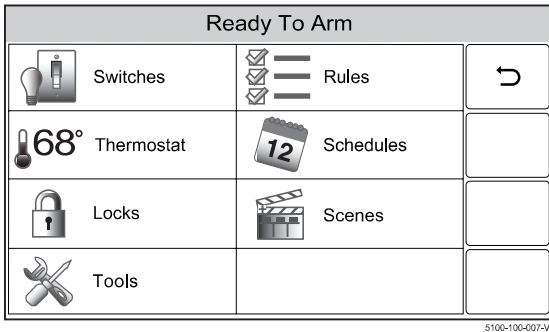 Ready To Arm
Switches
Rules
68° Thermostat
12 Schedules
Locks
Scenes
Tools
5100-100-007-V